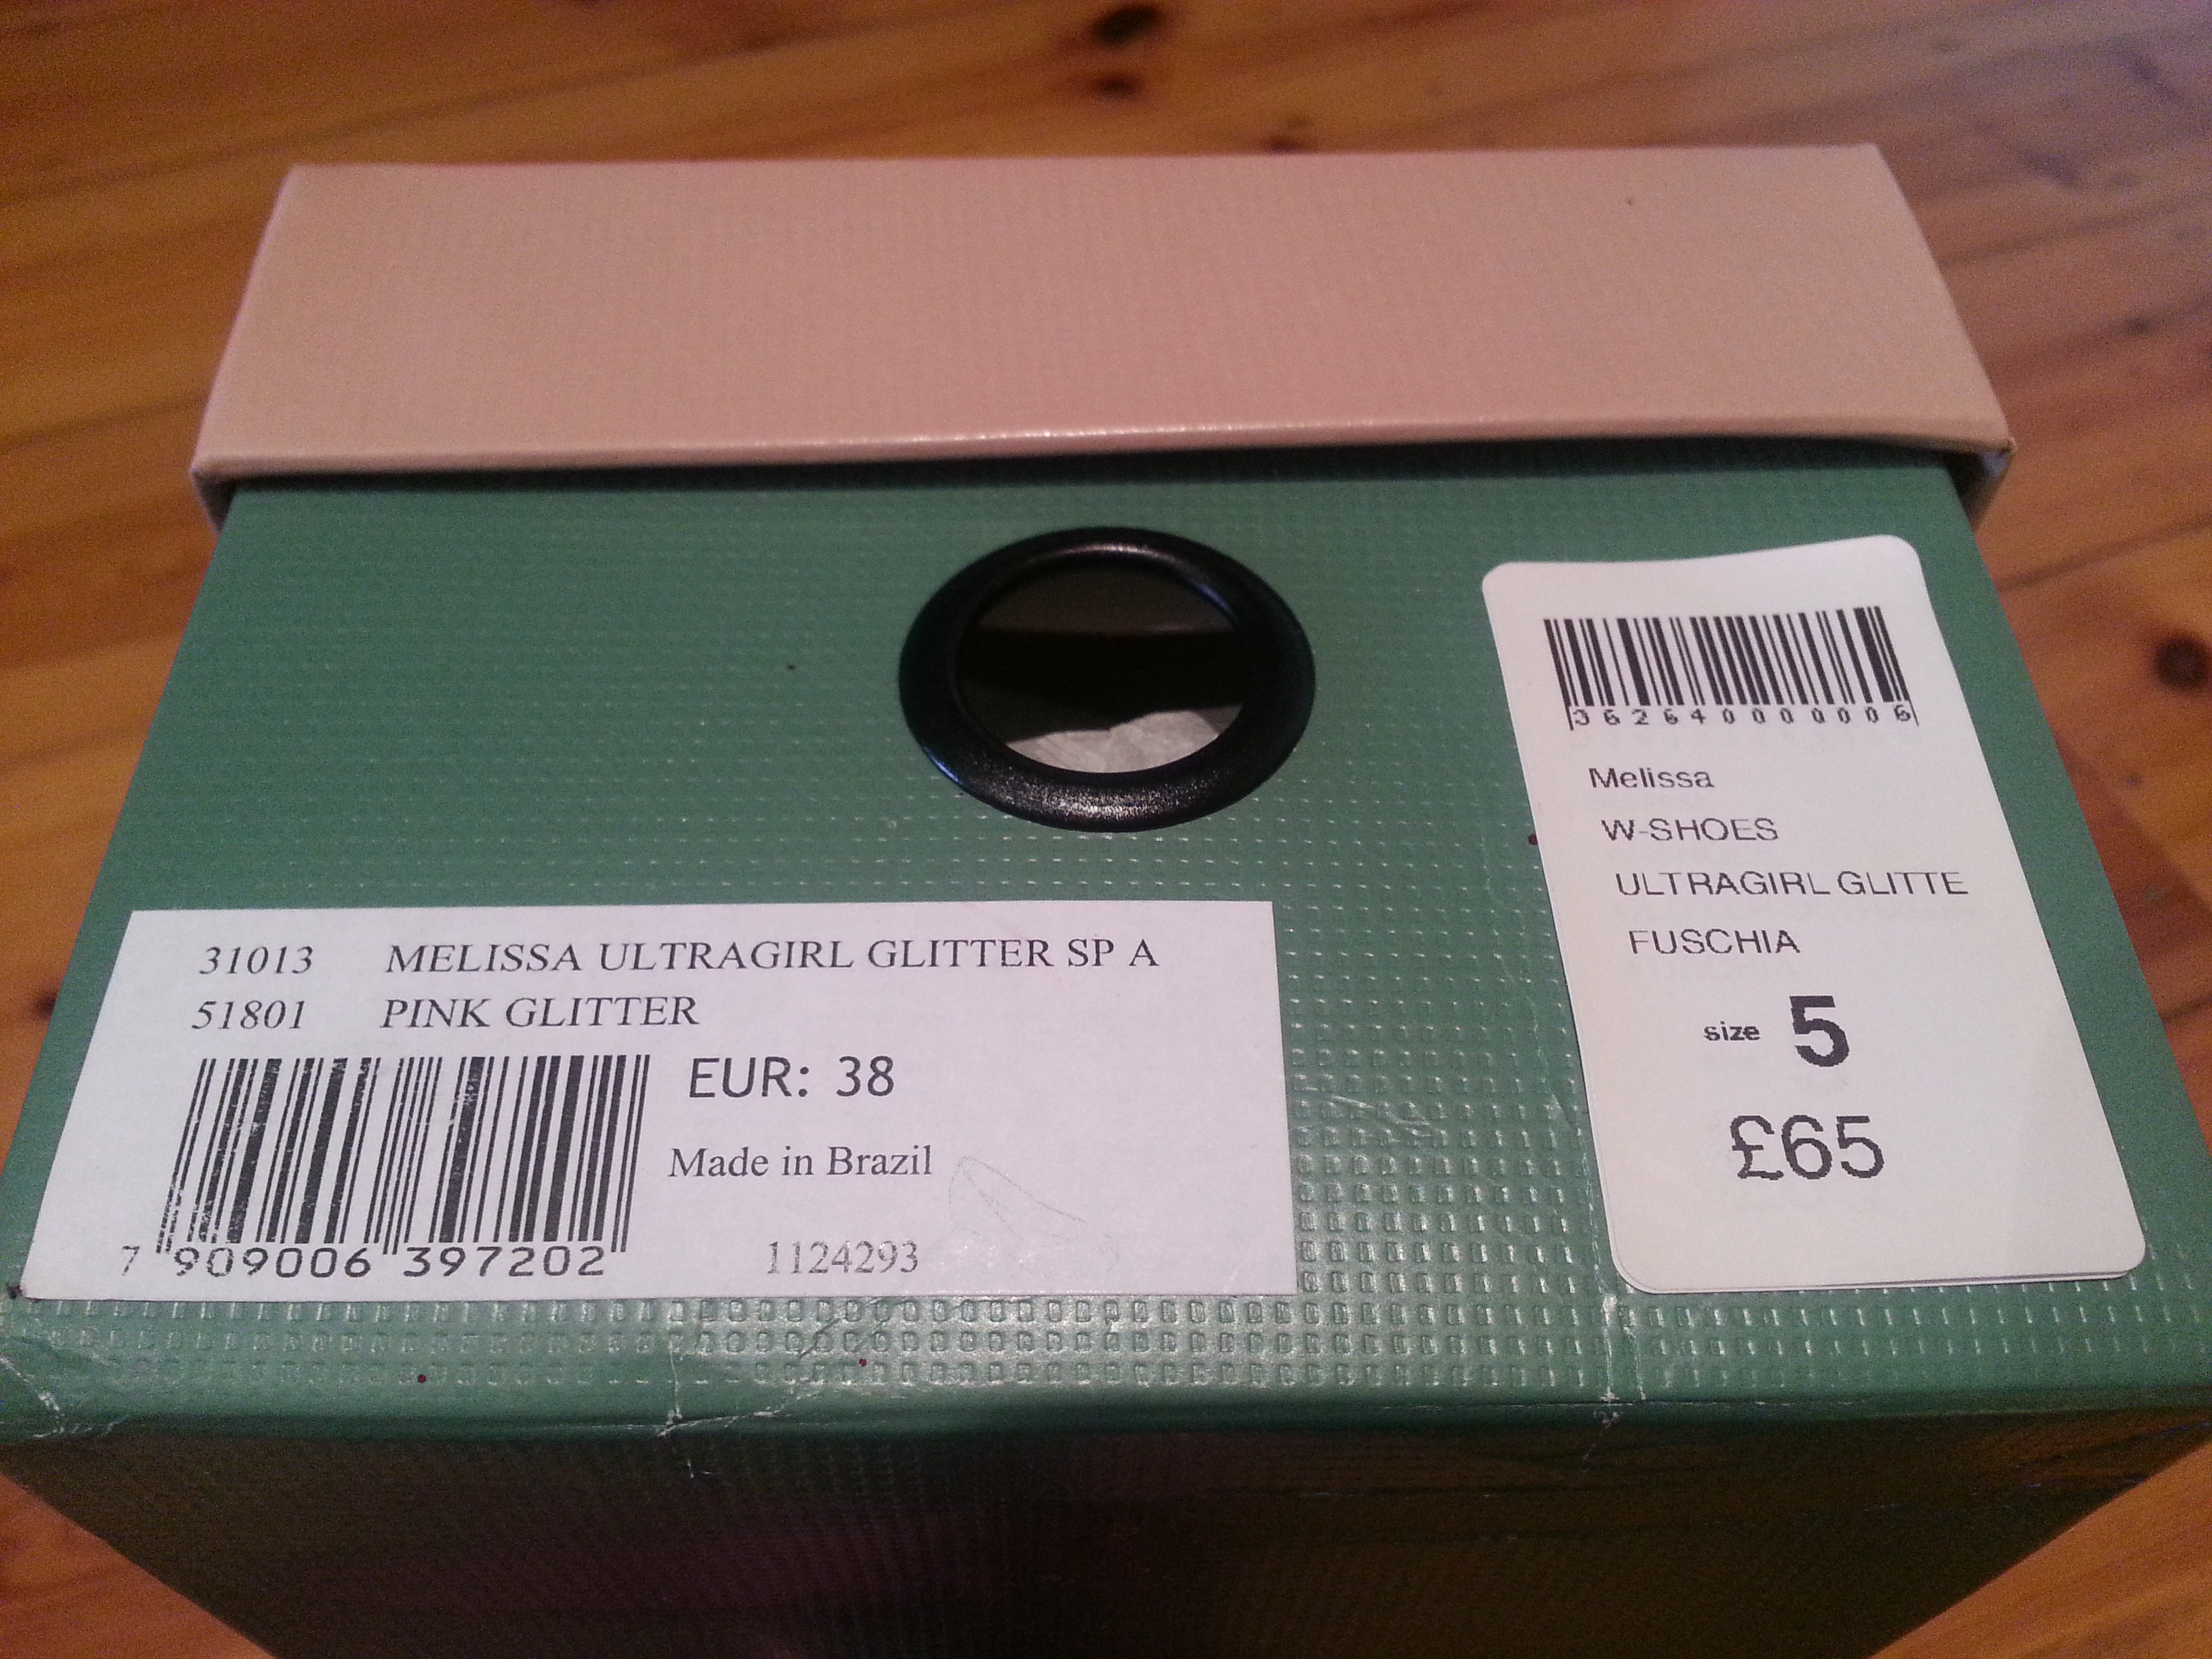 31013 MELISSA ULTRAGIRL GLITTER SP A
51801 PINK GLITTER
EUR: 38
Made in Brazil
7 909006 397202
1124293
362640000006
Melissa
W-SHOES
ULTRAGIRL GLITTE
FUSCHIA
size 5
£65